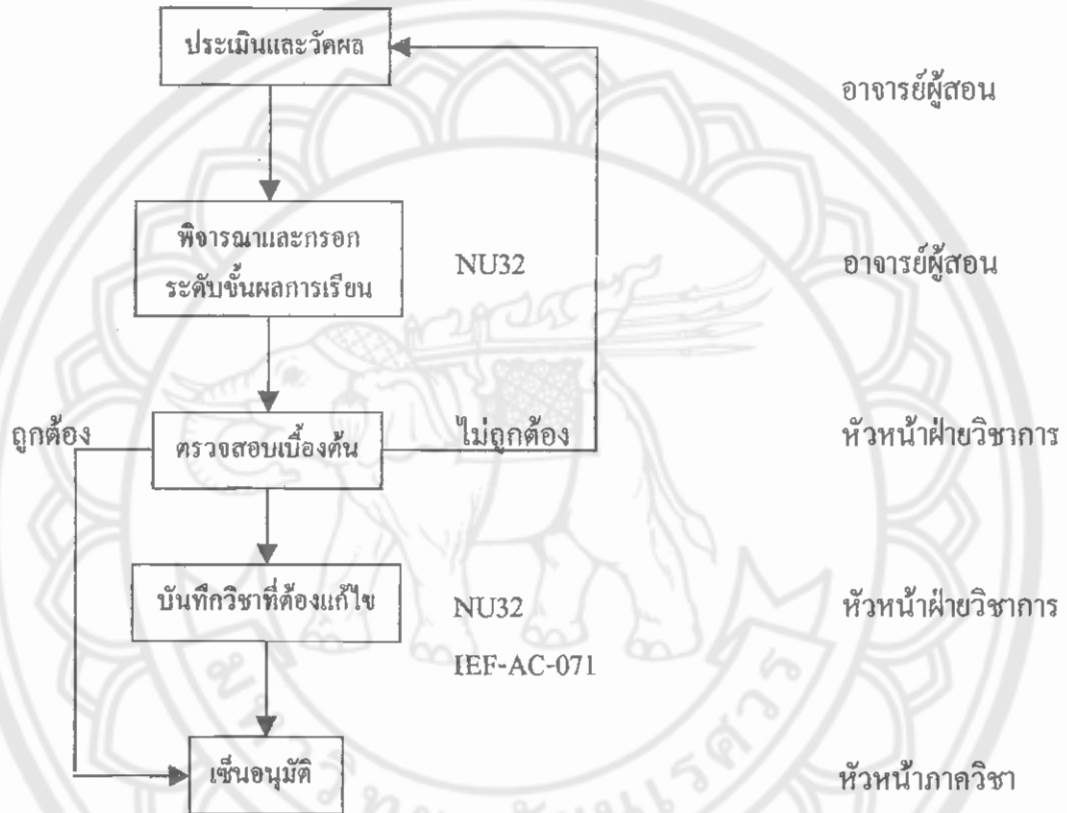 ประเมินและวัดผล
อาจารย์ผู้สอน
พิจารณาและกรอก
ระดับขั้นผลการเรียน
NU32
อาจารย์ผู้สอน
ถูกต้อง
ตรวจสอบเบื้องต้น
ไม่ถูกต้อง
หัวหน้าฝ่ายวิชาการ
บันทึกวิชาที่ต้องแก้ไข
NU32
หัวหน้าฝ่ายวิชาการ
IEF-AC-071
เซ็นอนุมัติ
หัวหน้าภาควิชา